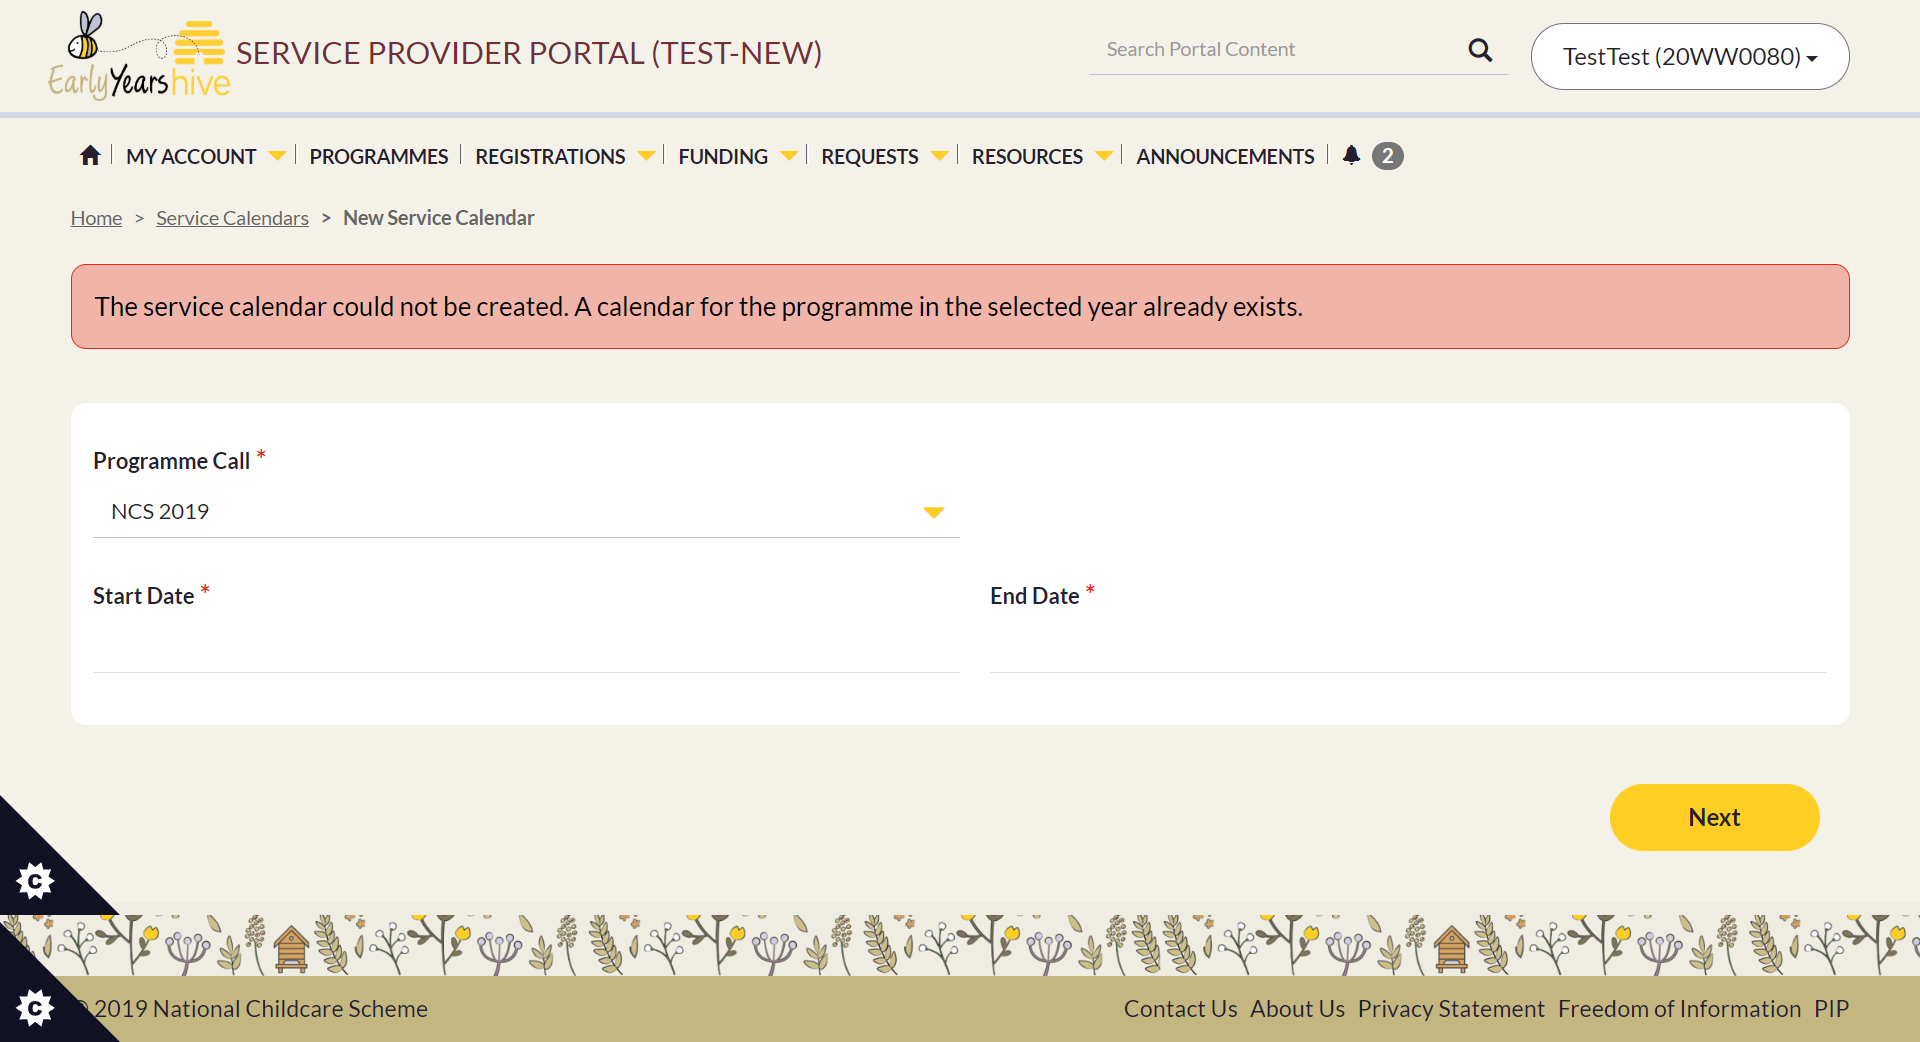 EarlyYearshive
SERVICE PROVIDER PORTAL (TEST-NEW)
Search Portal Content
TestTest (20WW0080)
MY ACCOUNT
PROGRAMMES
REGISTRATIONS
FUNDING
REQUESTS
RESOURCES
ANNOUNCEMENTS
2
Home > Service Calendars > New Service Calendar
The service calendar could not be created. A calendar for the programme in the selected year already exists.
Programme Call *
NCS 2019
Start Date *
End Date *
Next
C
C
2019 National Childcare Scheme
Contact Us About Us Privacy Statement Freedom of Information PIP